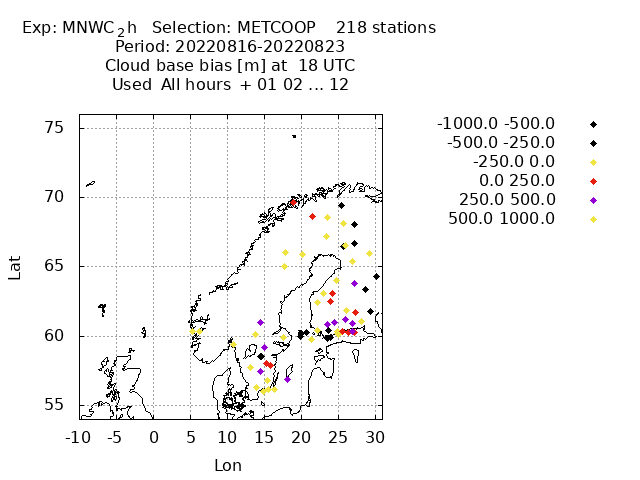 Exp: MNWC_2h   Selection: METCOOP    218 stations
Period: 20220816-20220823
Cloud base bias [m] at  18 UTC
Used  All hours  + 01 02 ... 12
-1000.0 -500.0
-500.0 -250.0
-250.0 0.0
0.0 250.0
250.0 500.0
500.0 1000.0
75
70
65
60
55
Lat
-10 -5 0 5 10 15 20 25 30
Lon